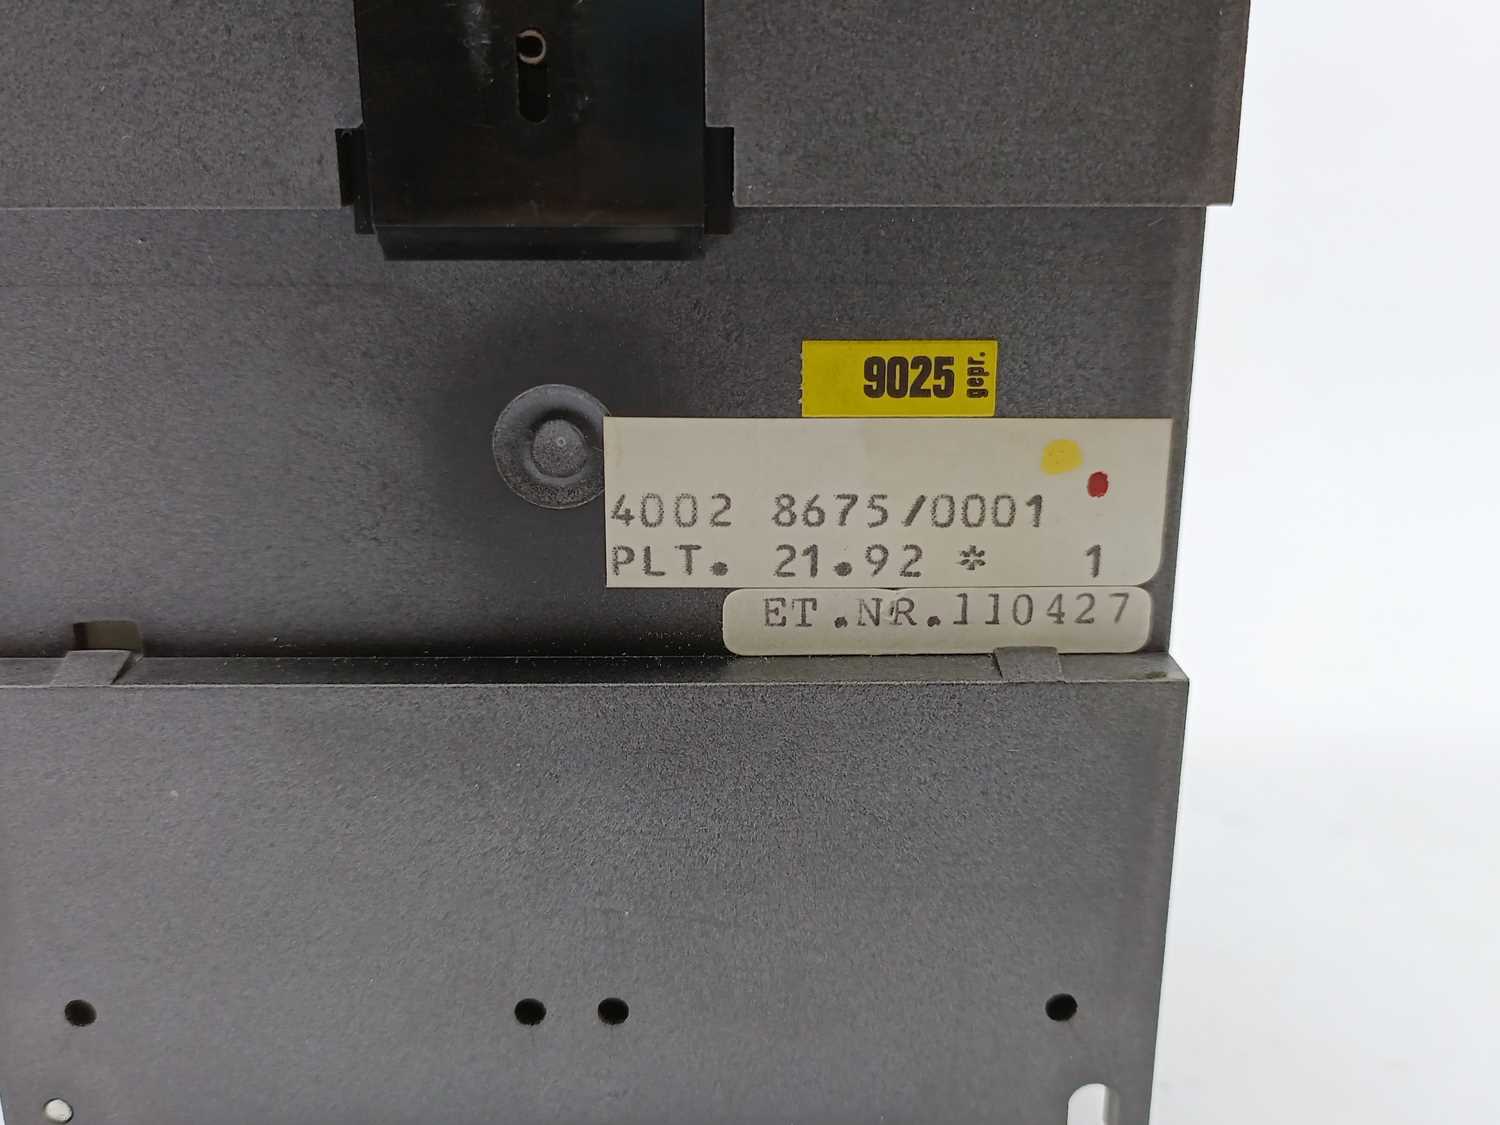 9025 gepr.
4002 8675/0001
PLT. 21.92 * 1
ET.NR.110427